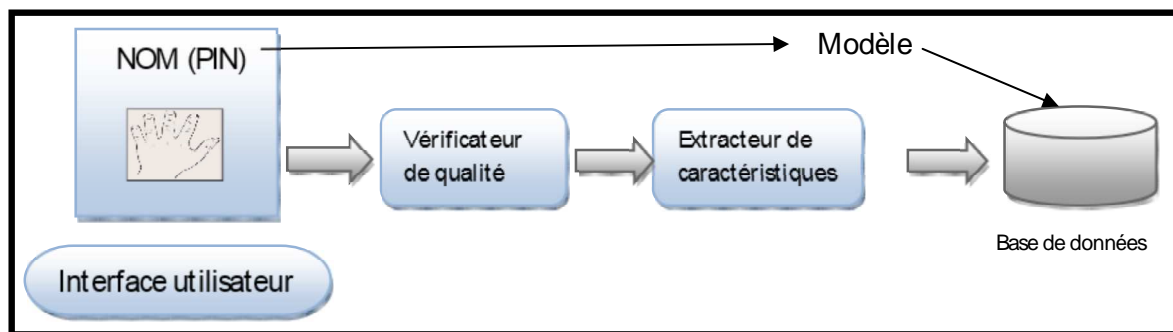 NOM (PIN)
Modèle
Vérificateur
de qualité
Extracteur de
caractéristiques
Base de données
Interface utilisateur